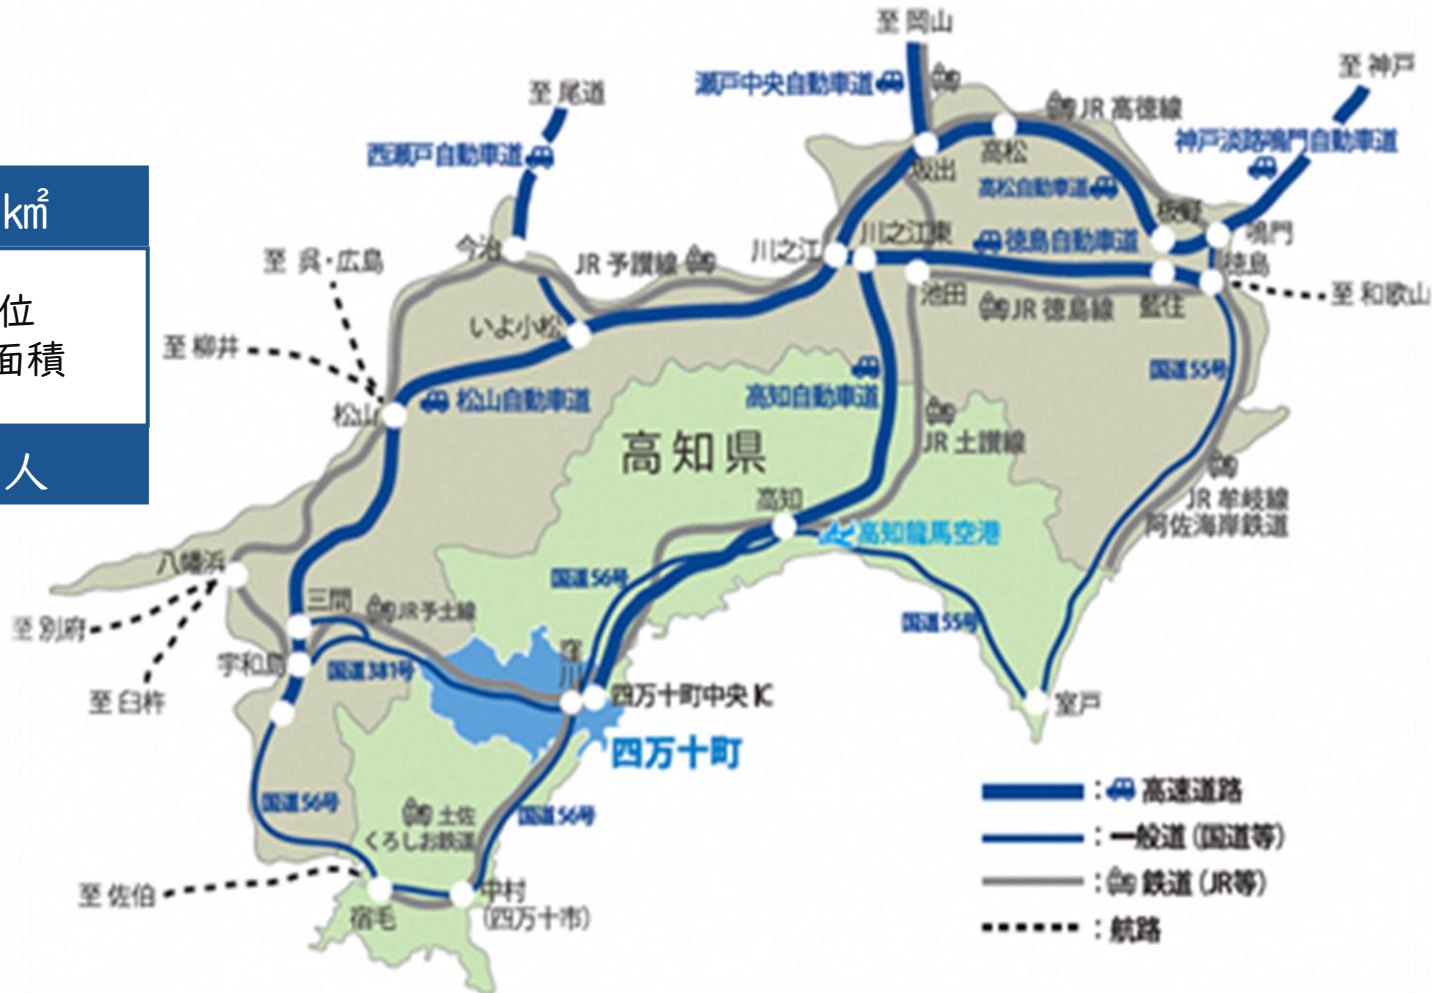 至 岡山
瀬戸中央自動車道
至 神戸
至 尾道
JR 高徳線
神戸淡路鳴門自動車道
西瀬戸自動車道
高松
坂出
高松自動車道
板野
鳴門
㎢
位
面積
人
今治
至 呉・広島
JR 予讃線
川之江
川之江東
徳島自動車道
徳島
至 和歌山
池田
JR 徳島線
藍住
いよ小松
至 柳井
国道55号
松山自動車道
高知自動車道
松山
高知県
JR 土讃線
高知
高知龍馬空港
JR 牟岐線
阿佐海岸鉄道
八幡浜
国道56号
三間
JR予土線
至 別府
国道55号
宇和島
国道381号
窪川
四万十町中央IC
至 臼杵
室戸
四万十町
国道56号
土佐
くろしお鉄道
国道56号
至 佐伯
宿毛
中村
(四万十市)
：高速道路
：一般道（国道等）
：鉄道（JR等）
：航路